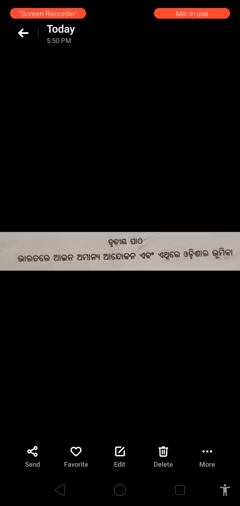 "Screen Recorder"
Mic in use
Today
5:50 PM
ତୃତୀୟ ପାଠ
ଭାରତରେ ଆଇନ ଅମାନ୍ୟ ଆନ୍ଦୋଳନ ଏବଂ ଏଥିରେ ଓଡ଼ିଶାର ଭୂମିକା
Send
Favorite
Edit
Delete
More